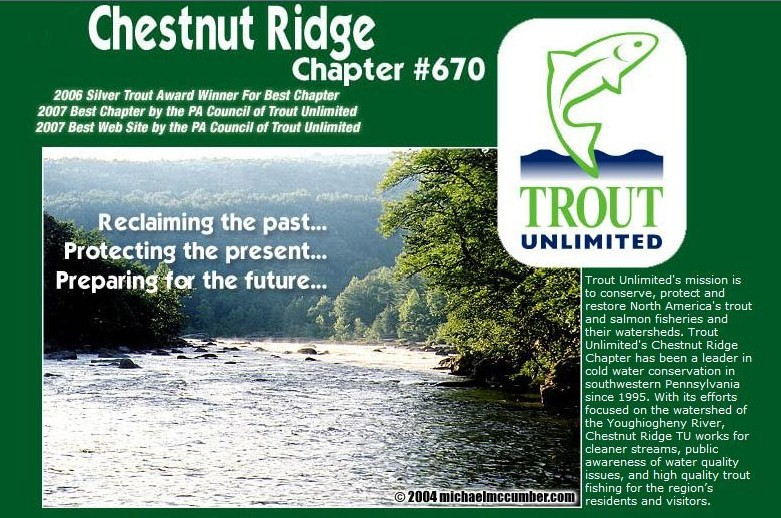 Chestnut Ridge
Chapter #670
2006 Silver Trout Award Winner For Best Chapter
2007 Best Chapter by the PA Council of Trout Unlimited
2007 Best Web Site by the PA Council of Trout Unlimited
Reclaiming the past...
Protecting the present...
Preparing for the future...
© 2004 michaelmccumber.com
TROUT
UNLIMITED
Trout Unlimited's mission is
to conserve, protect and
restore North America's trout
and salmon fisheries and
their watersheds. Trout
Unlimited's Chestnut Ridge
Chapter has been a leader in
cold water conservation in
southwestern Pennsylvania
since 1995. With its efforts
focused on the watershed of
the Youghiogheny River,
Chestnut Ridge TU works for
cleaner streams, public
awareness of water quality
issues, and high quality trout
fishing for the region’s
residents and visitors.